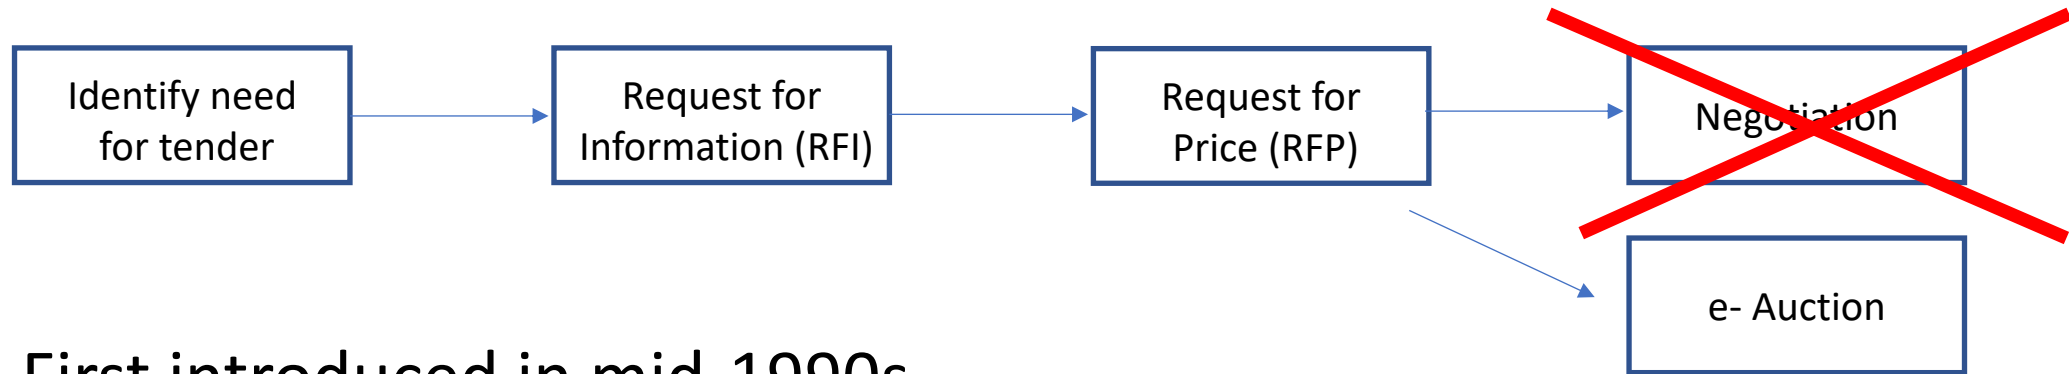 Identify need
for tender
Request for
Information (RFI)
Request for
Price (RFP)
Negotiation
e- Auction
First introduced in mid-1990s